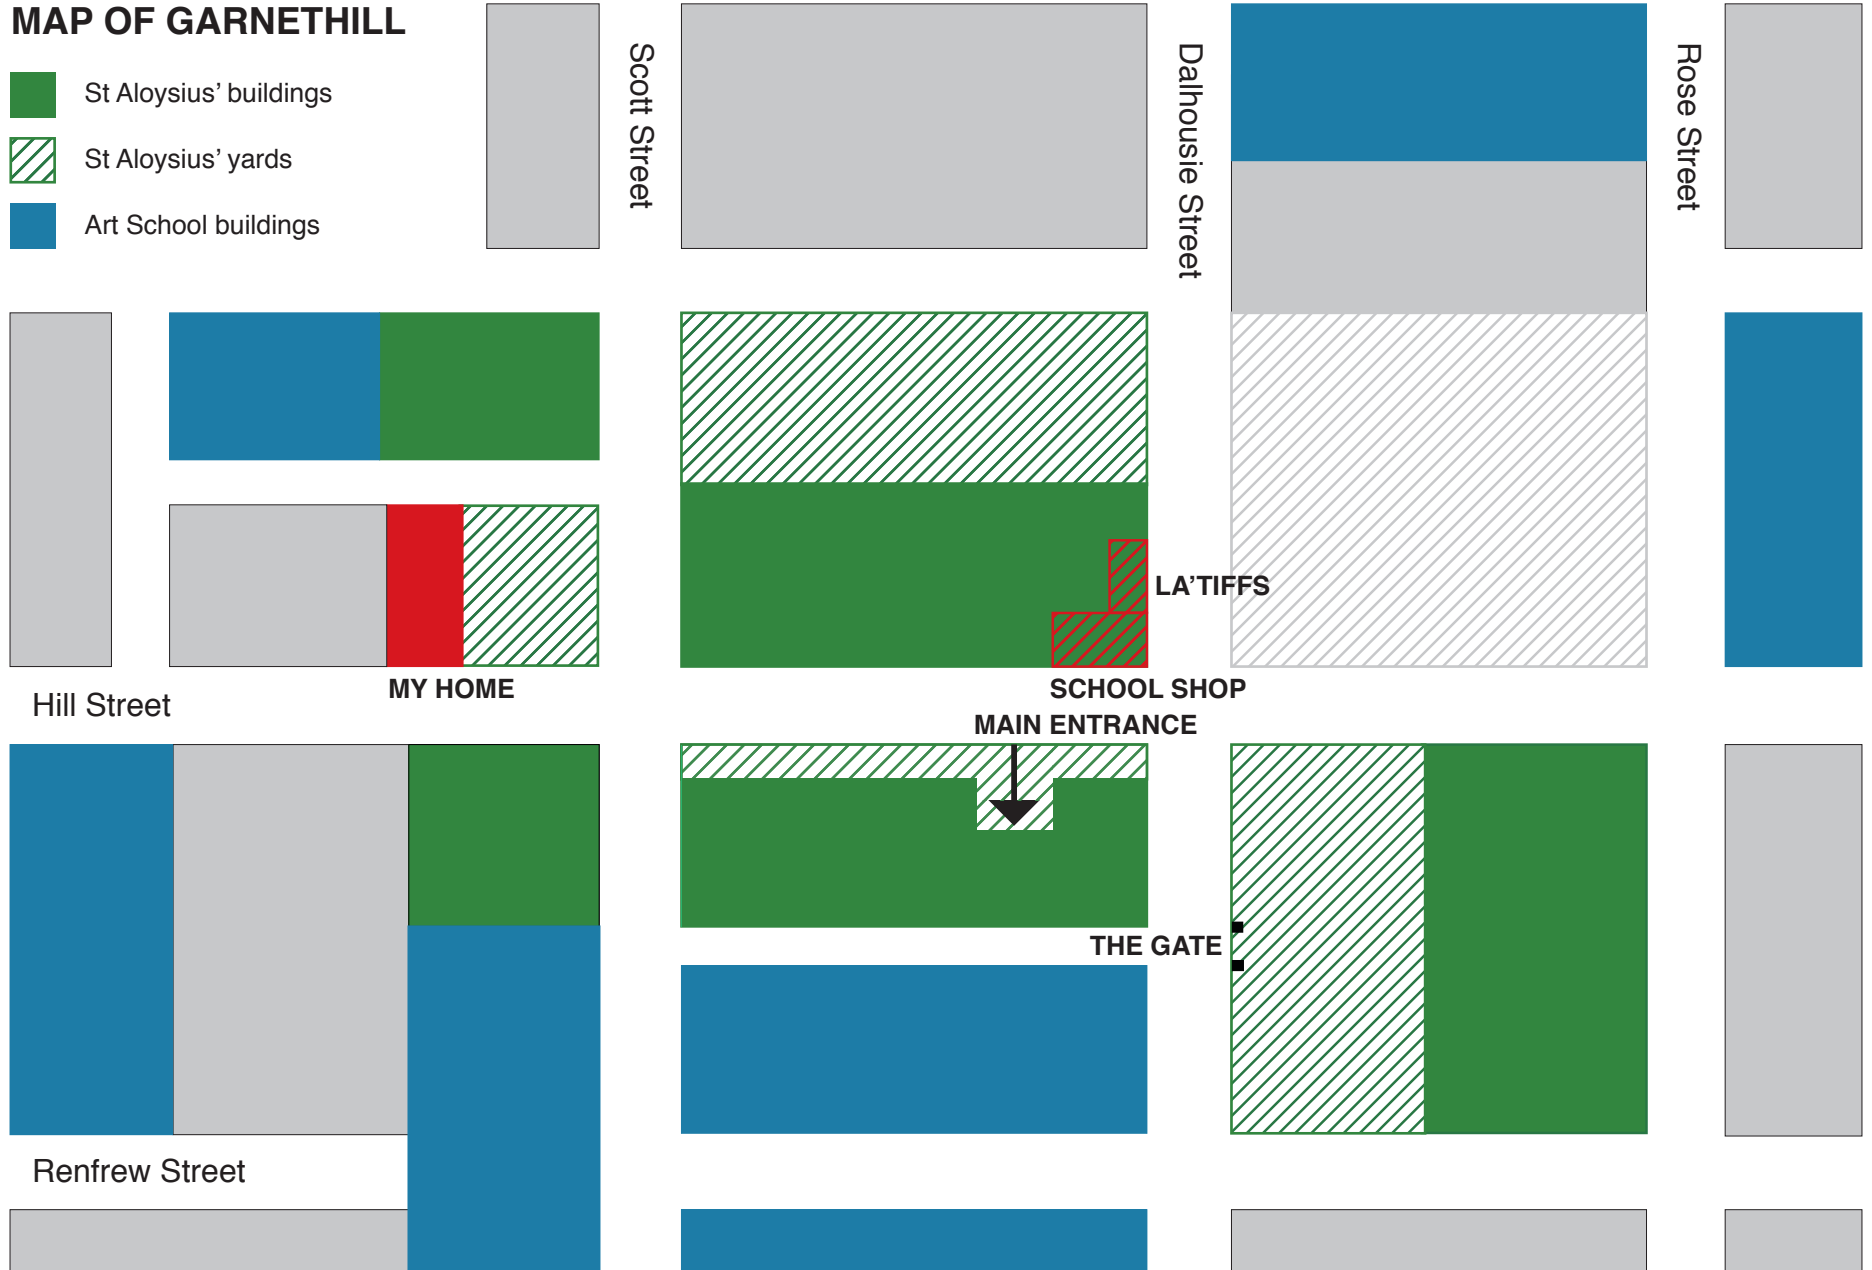 MAP OF GARNETHILL
St Aloysius’ buildings
St Aloysius’ yards
Art School buildings
Scott Street
Dalhousie Street
Rose Street
LA’TIFFS
MY HOME
SCHOOL SHOP
Hill Street
MAIN ENTRANCE
THE GATE
Renfrew Street